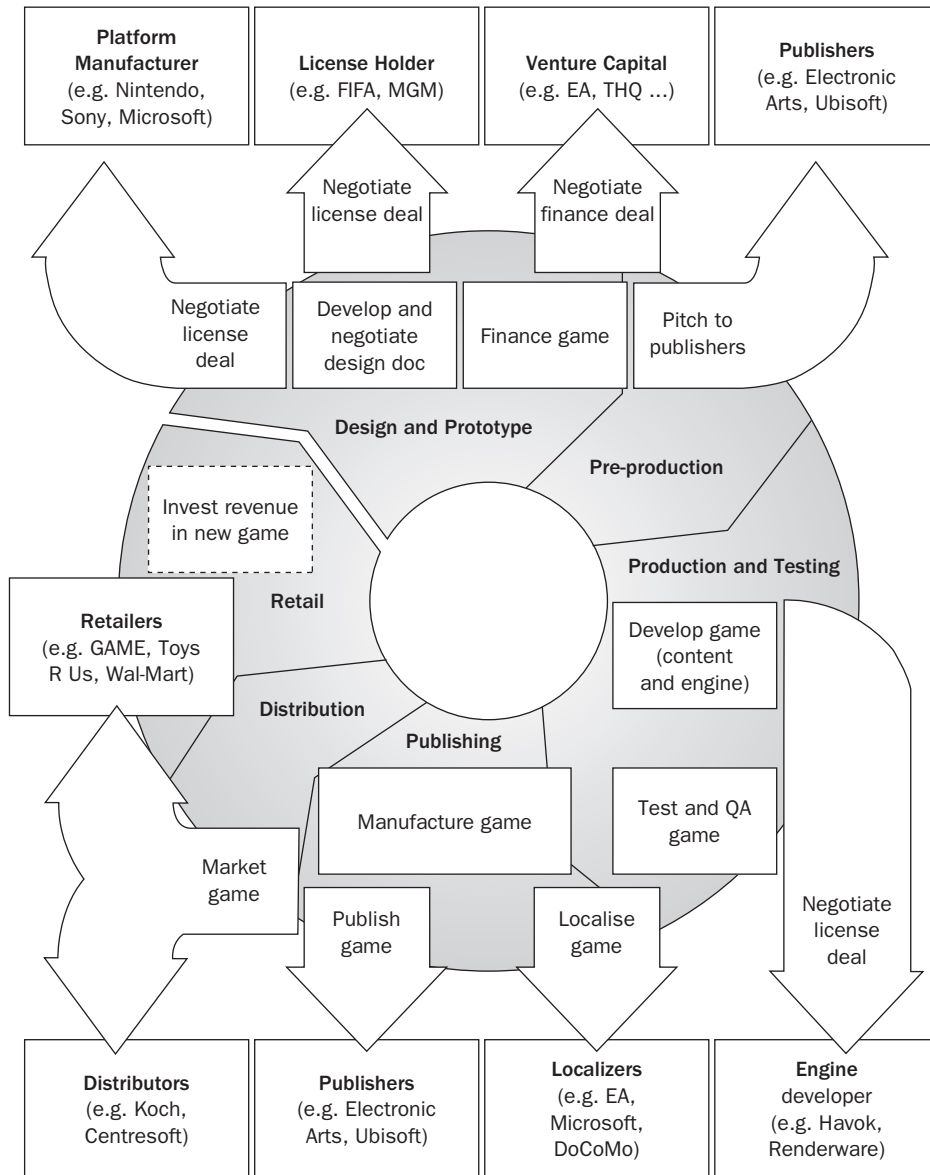 Platform
Manufacturer
(e.g. Nintendo,
Sony, Microsoft)
License Holder
(e.g. FIFA, MGM)
Venture Capital
(e.g. EA, THQ ...)
Publishers
(e.g. Electronic
Arts, Ubisoft)
Negotiate
license deal
Negotiate
finance deal
Negotiate
license
deal
Develop and
negotiate
design doc
Finance game
Pitch to
publishers
Design and Prototype
Pre-production
Invest revenue
in new game
Production and Testing
Retail
Retailers
(e.g. GAME, Toys
R Us, Wal-Mart)
Develop game
(content
and engine)
Distribution
Publishing
Manufacture game
Test and QA
game
Market
game
Publish
game
Localise
game
Negotiate
license
deal
Distributors
(e.g. Koch,
Centresoft)
Publishers
(e.g. Electronic
Arts, Ubisoft)
Localizers
(e.g. EA,
Microsoft,
DoCoMo)
Engine
developer
(e.g. Havok,
Renderware)